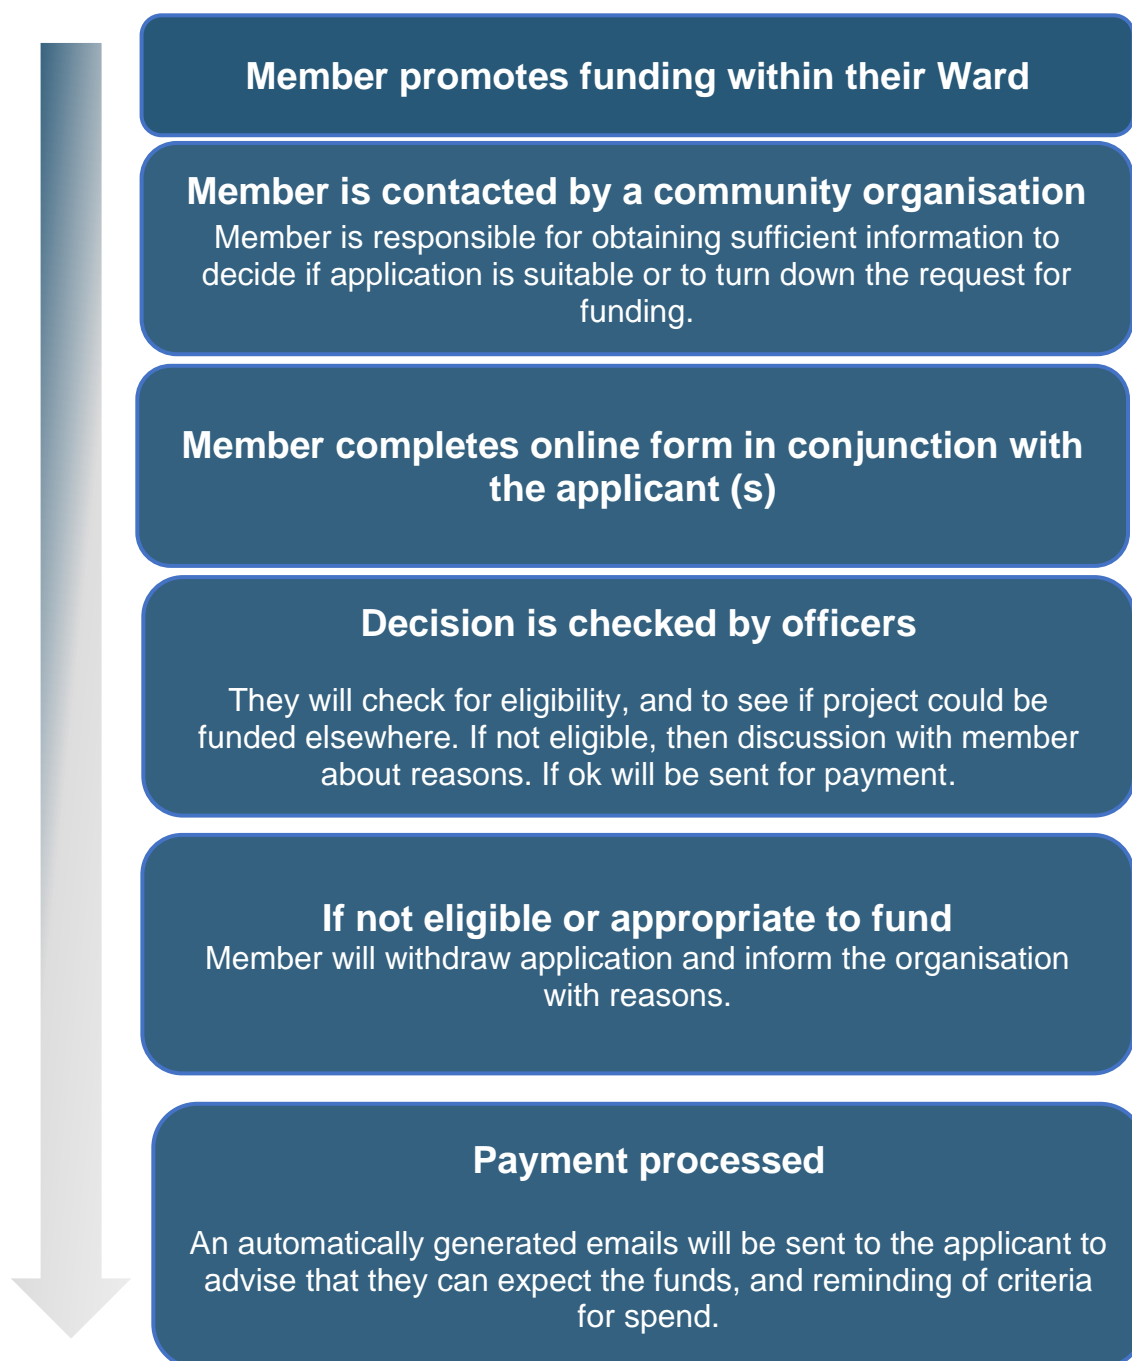 Member promotes funding within their Ward
Member is contacted by a community organisation
Member is responsible for obtaining sufficient information to
decide if application is suitable or to turn down the request for
funding.
Member completes online form in conjunction with
the applicant (s)
Decision is checked by officers
They will check for eligibility, and to see if project could be
funded elsewhere. If not eligible, then discussion with member
about reasons. If ok will be sent for payment.
If not eligible or appropriate to fund
Member will withdraw application and inform the organisation
with reasons.
Payment processed
An automatically generated emails will be sent to the applicant to
advise that they can expect the funds, and reminding of criteria
for spend.